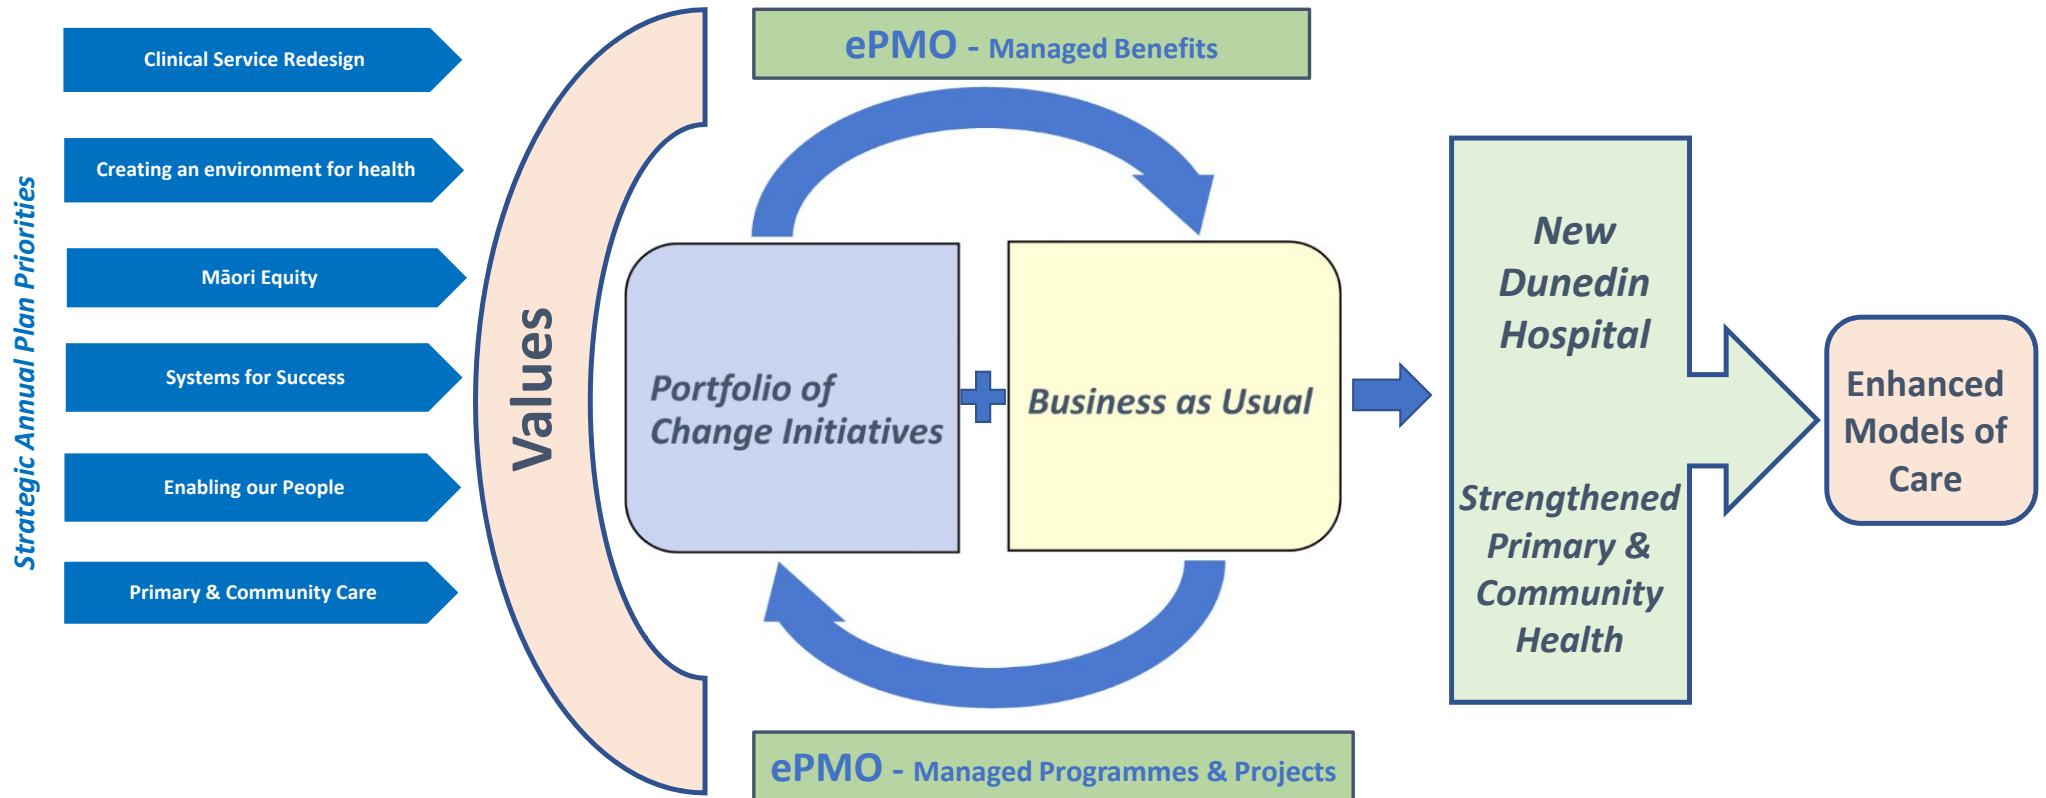 Strategic Annual Plan Priorities
Clinical Service Redesign
Creating an environment for health
Māori Equity
Systems for Success
Enabling our People
Primary & Community Care
Values
ePMO - Managed Benefits
Portfolio of
Change Initiatives
Business as Usual
ePMO - Managed Programmes & Projects
New
Dunedin
Hospital
Strengthened
Primary &
Community
Health
Enhanced
Models of
Care